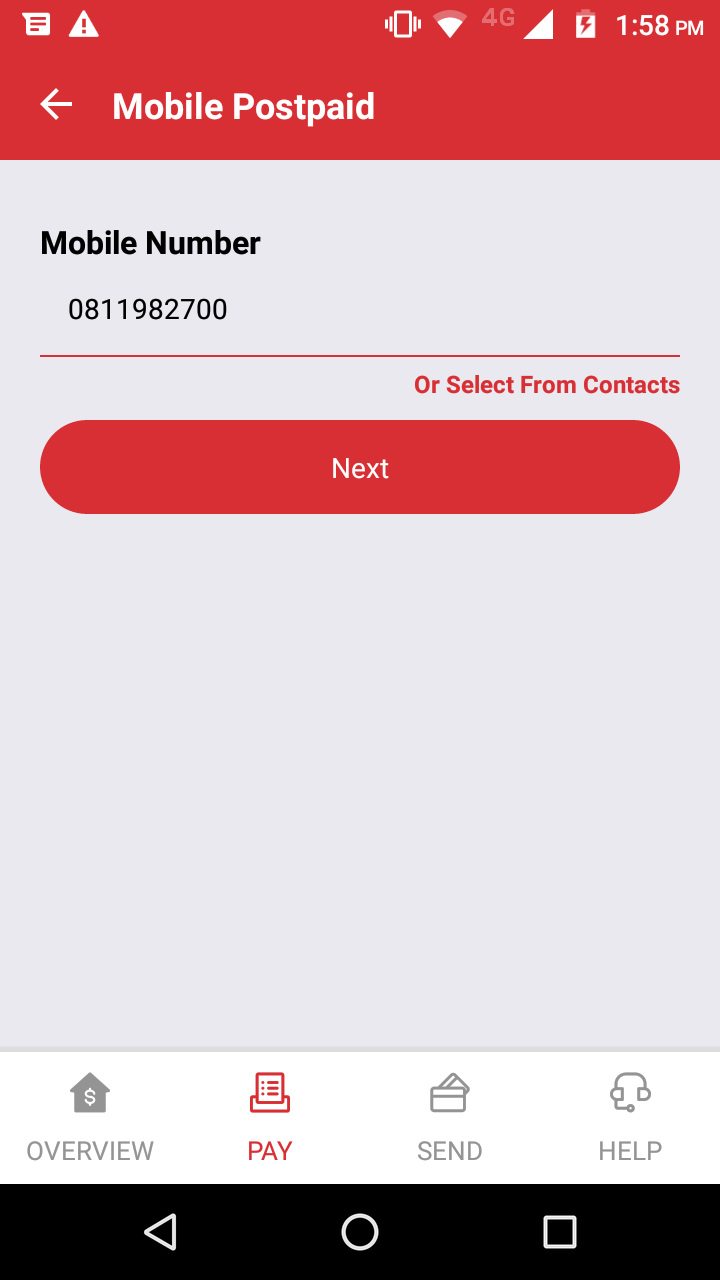 4G 1:58 PM
Mobile Postpaid
Mobile Number
0811982700
Or Select From Contacts
Next
$
OVERVIEW PAY SEND HELP